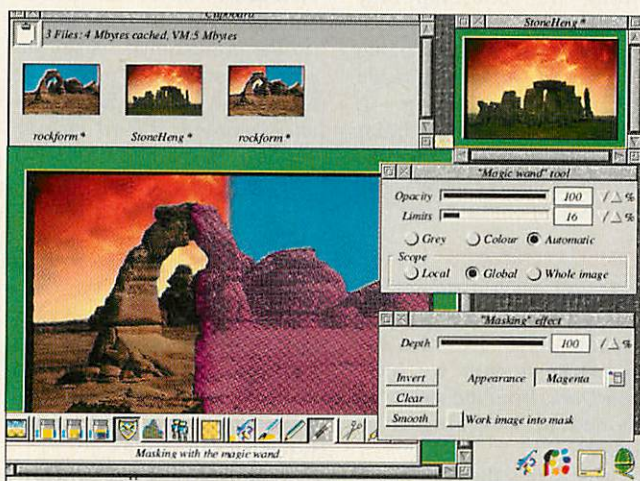 Clipboard
3 Files: 4 Mbytes cached, VM:5 Mbytes
rockform *
StoneHeng *
rockform *
StoneHeng *
"Magic wand" tool
Opacity 100 / %
Limits 16 / %
Grey Colour Automatic
Scope
Local Global Whole image
"Masking" effect
Depth 100 / %
Invert Appearance Magenta
Clear
Smooth Work image into mask
Masking with the magic wand.